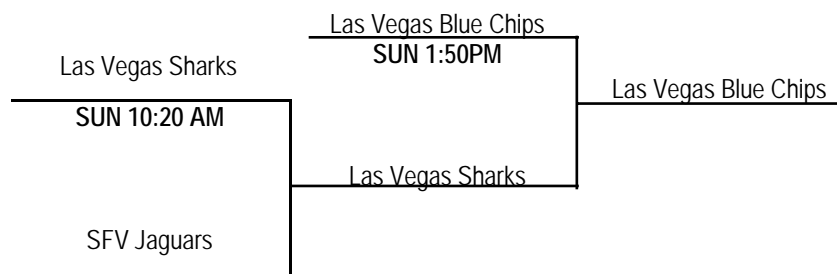 Las Vegas Blue Chips
SUN 1:50PM
Las Vegas Sharks
SUN 10:20 AM
Las Vegas Blue Chips
Las Vegas Sharks
SFV Jaguars